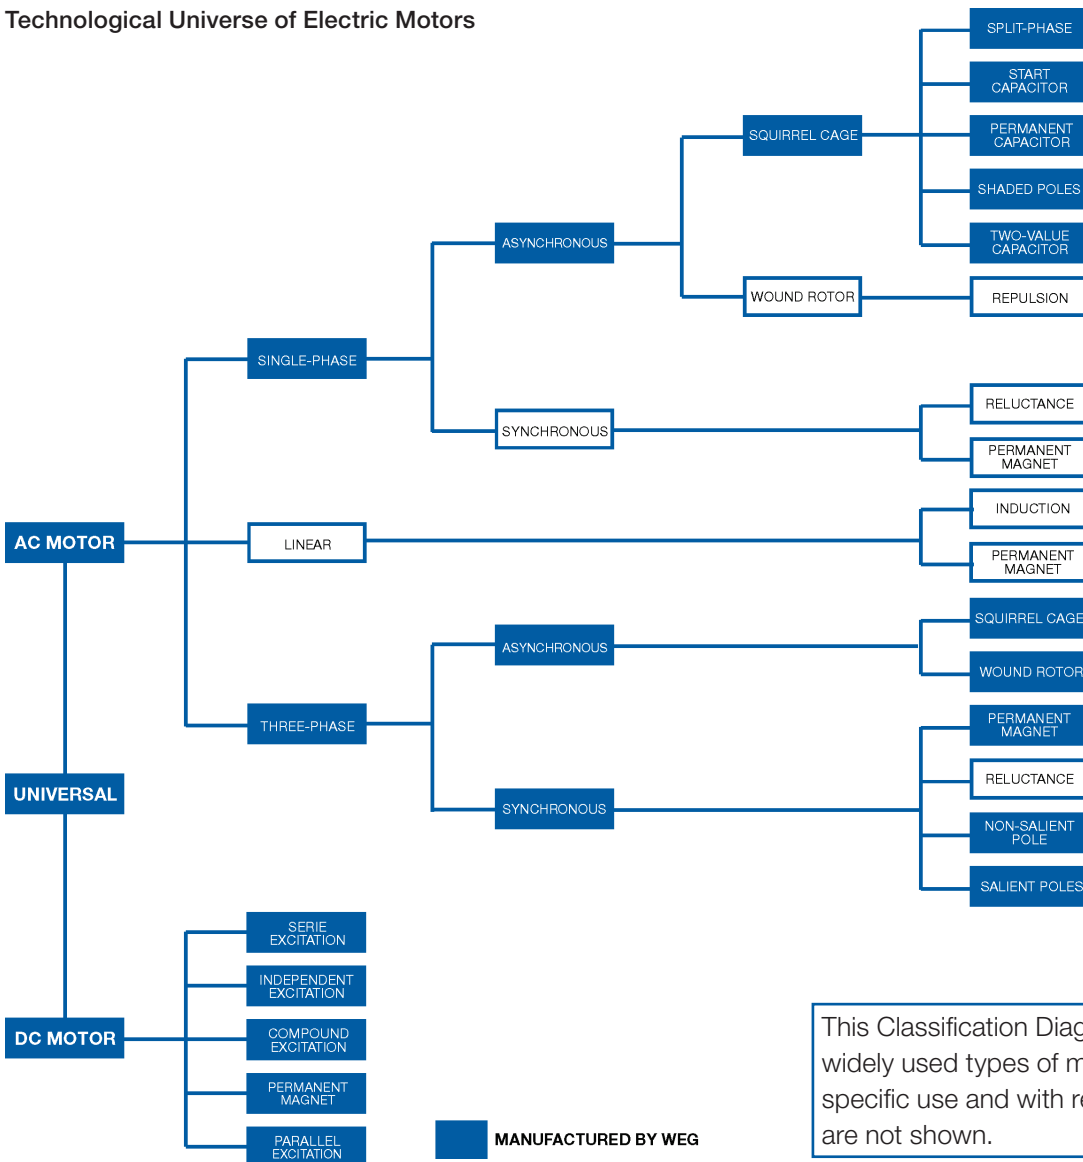 Technological Universe of Electric Motors
SPLIT-PHASE
START
CAPACITOR
PERMANENT
CAPACITOR
SHADED POLES
TWO-VALUE
CAPACITOR
SQUIRREL CAGE
ASYNCHRONOUS
WOUND ROTOR
REPULSION
SINGLE-PHASE
SYNCHRONOUS
RELUCTANCE
PERMANENT
MAGNET
AC MOTOR
LINEAR
INDUCTION
PERMANENT
MAGNET
ASYNCHRONOUS
SQUIRREL CAGE
WOUND ROTOR
THREE-PHASE
PERMANENT
MAGNET
RELUCTANCE
UNIVERSAL
SYNCHRONOUS
NON-SALIENT
POLE
SALIENT POLES
SERIE
EXCITATION
INDEPENDENT
EXCITATION
DC MOTOR
COMPOUND
EXCITATION
PERMANENT
MAGNET
PARALLEL
EXCITATION
MANUFACTURED BY WEG
This Classification
widely used types of
specific use and with
are not shown.